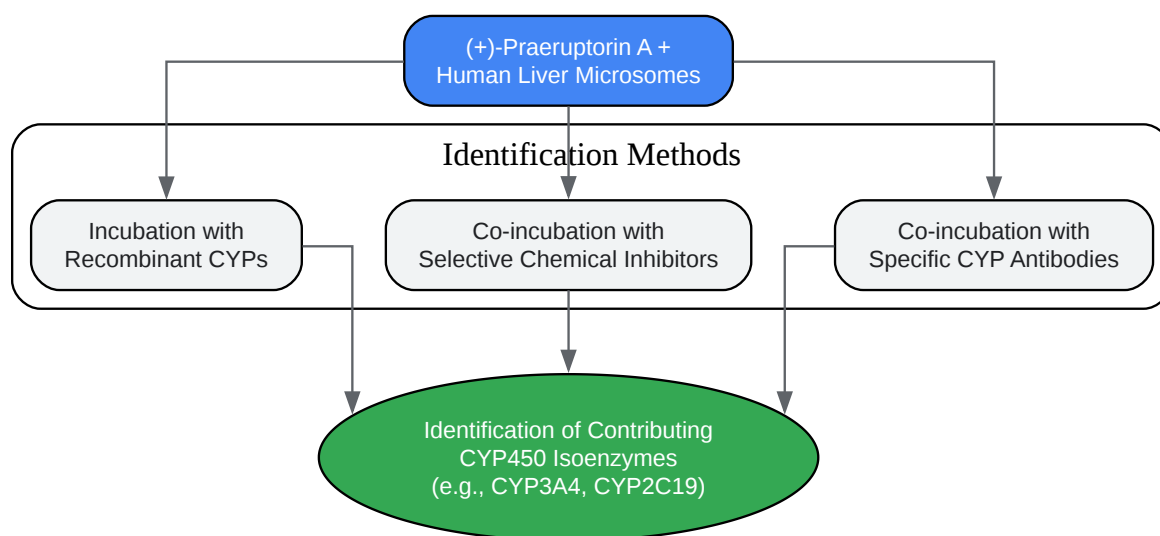 (+)-Praeruptorin A +
Human Liver Microsomes
Identification Methods
Incubation with
Recombinant CYPs
Co-incubation with
Selective Chemical Inhibitors
Co-incubation with
Specific CYP Antibodies
Identification of Contributing
CYP450 Isoenzymes
(e.g., CYP3A4, CYP2C19)